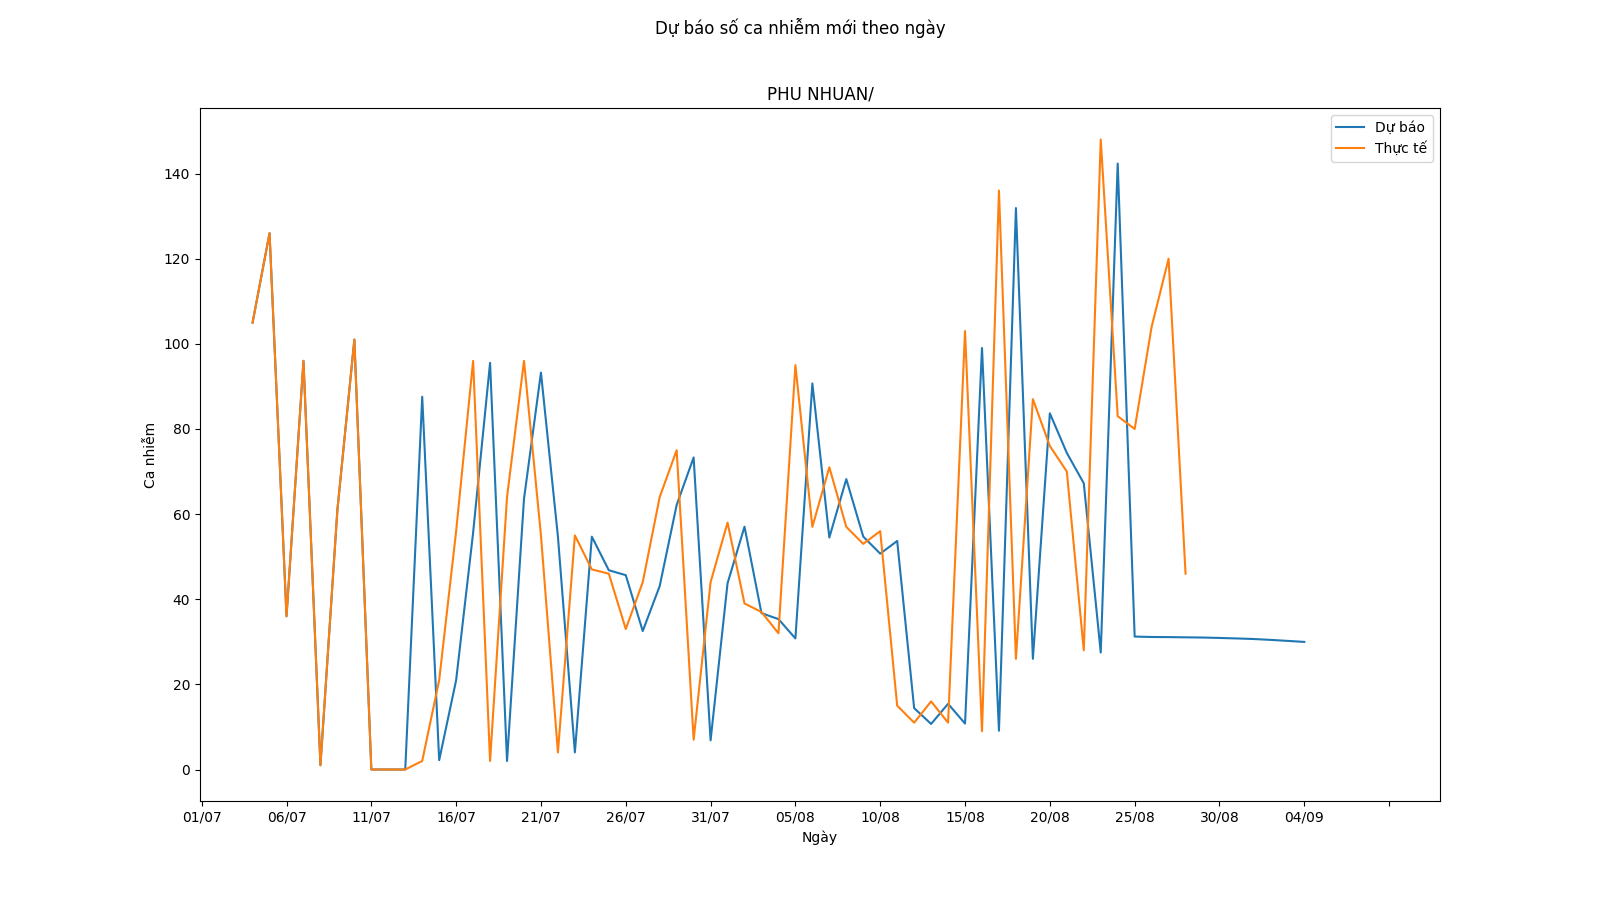 Dự báo số ca nhiễm mới theo ngày
PHU NHUAN/
Dự báo
Thực tế
140
120
100
80
60
40
20
0
Ca nhiễm
01/07 06/07 11/07 16/07 21/07 26/07 31/07 05/08 10/08 15/08 20/08 25/08 30/08 04/09
Ngày